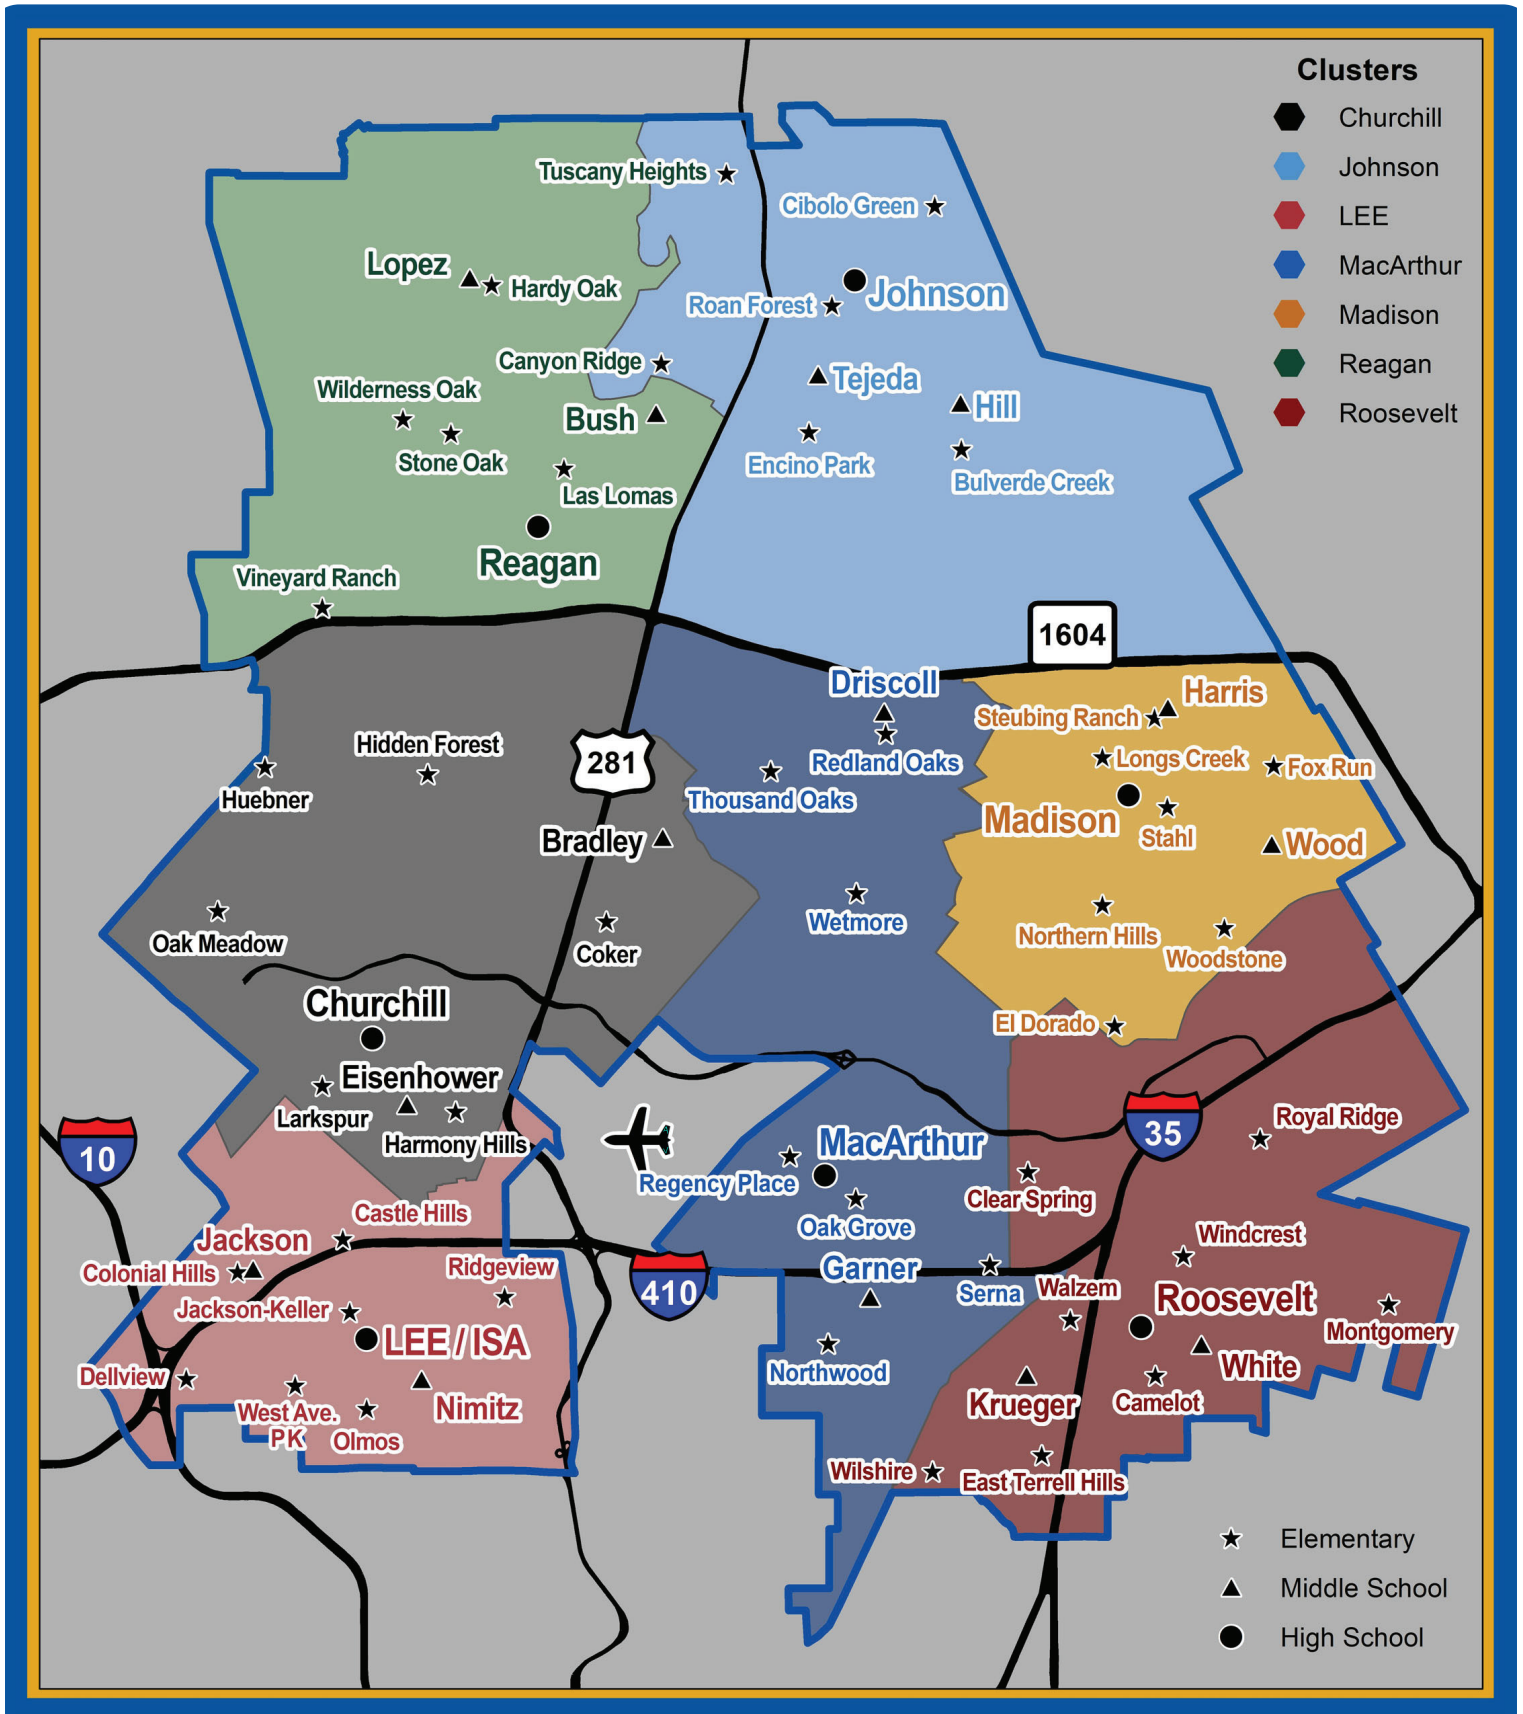 Clusters
Churchill
Johnson
LEE
MacArthur
Madison
Reagan
Roosevelt
Tuscany Heights
Cibolo Green
Lopez
Hardy Oak
Johnson
Roan Forest
Canyon Ridge
Tejeda
Wilderness Oak
Hill
Bush
Stone Oak
Encino Park
Bulverde Creek
Las Lomas
Reagan
Vineyard Ranch
1604
Driscoll
Harris
Steubing Ranch
Hidden Forest
281
Redland Oaks
Longs Creek
Fox Run
Huebner
Thousand Oaks
Madison
Stahl
Bradley
Wood
Wetmore
Northern Hills
Oak Meadow
Coker
Woodstone
Churchill
El Dorado
Eisenhower
Larkspur
Royal Ridge
35
Harmony Hills
MacArthur
10
Regency Place
Clear Spring
Castle Hills
Oak Grove
Jackson
Windcrest
Colonial Hills
Ridgeview
Garner
410
Serna
Walzem
Roosevelt
Jackson-Keller
Montgomery
LEE / ISA
White
Dellview
Northwood
Camelot
West Ave.
PK
Nimitz
Krueger
Olmos
Wilshire
East Terrell Hills
Elementary
Middle School
High School